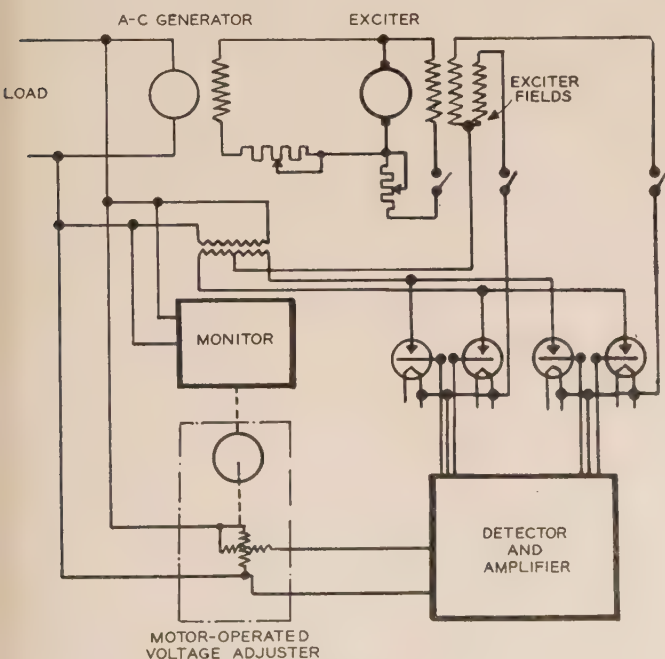 A-C GENERATOR
EXCITER
LOAD
EXCITER
FIELDS
MONITOR
DETECTOR
AND
AMPLIFIER
MOTOR-OPERATED
VOLTAGE ADJUSTER